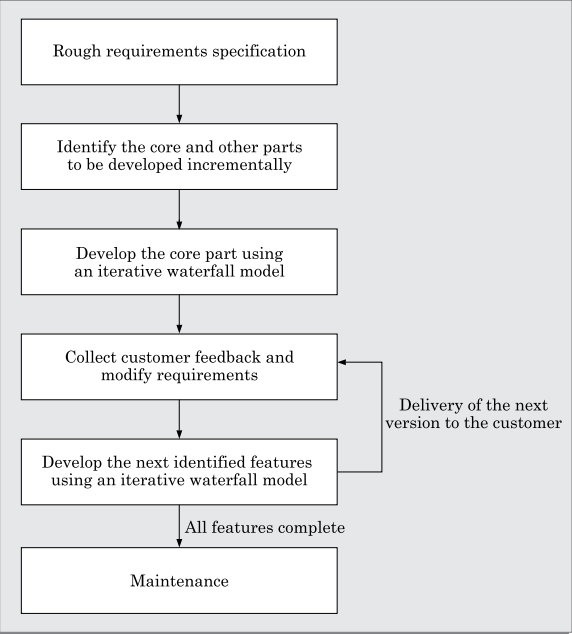 Rough requirements specification
Identify the core and other parts
to be developed incrementally
Develop the core part using
an iterative waterfall model
Collect customer feedback and
modify requirements
Delivery of the next
version to the customer
Develop the next identified features
using an iterative waterfall model
All features complete
Maintenance